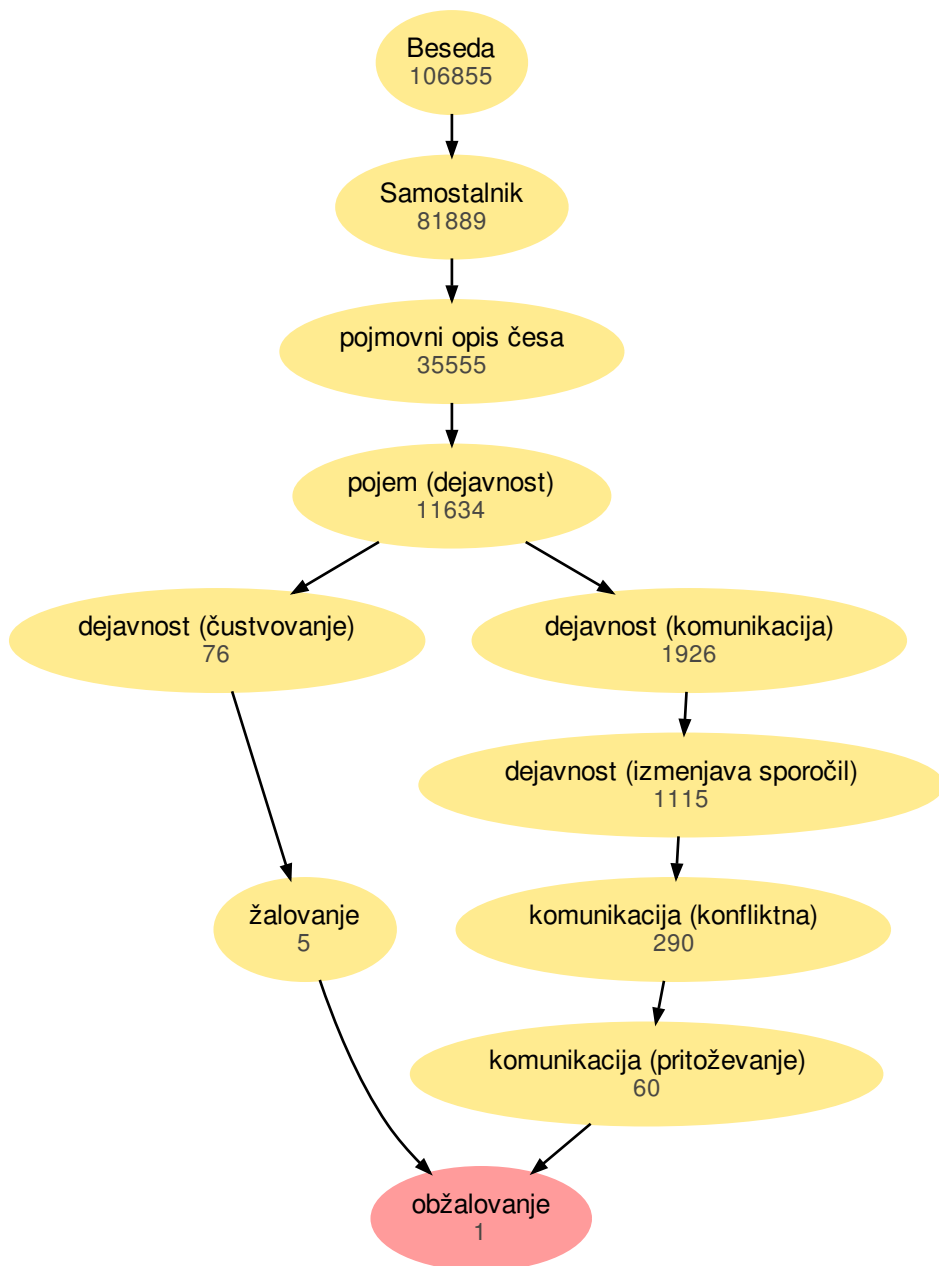 Beseda
106855
Samostalnik
81889
pojmovni opis česa
35555
pojem (dejavnost)
11634
dejavnost (čustvovanje)
76
dejavnost (komunikacija)
1926
dejavnost (izmenjava sporočil)
1115
žalovanje
5
komunikacija (konfliktna)
290
komunikacija (pritoževanje)
60
obžalovanje
1